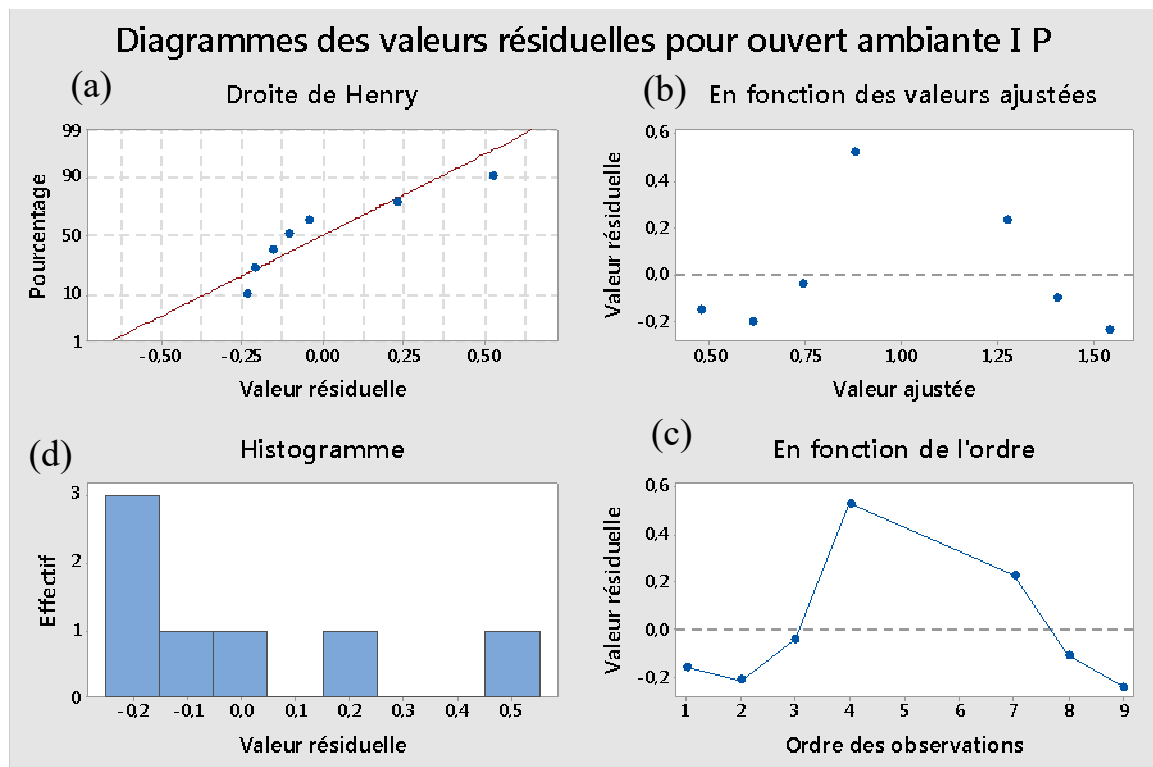 Diagrammes des valeurs résiduelles pour ouvert ambiante I P
(a)
Droite de Henry
99
90
50
10
1
Pourcentage
-0,50
-0,25
0,00
0,25
0,50
Valeur résiduelle
(b)
En fonction des valeurs ajustées
0,6
0,4
0,2
0,0
-0,2
Valeur résiduelle
0,50
0,75
1,00
1,25
1,50
Valeur ajustée
(d)
Histogramme
3
2
1
0
Effectif
-0,2
-0,1
0,0
0,1
0,2
0,3
0,4
0,5
Valeur résiduelle
(c)
En fonction de l'ordre
0,6
0,4
0,2
0,0
-0,2
Valeur résiduelle
1
2
3
4
5
6
7
8
9
Ordre des observations